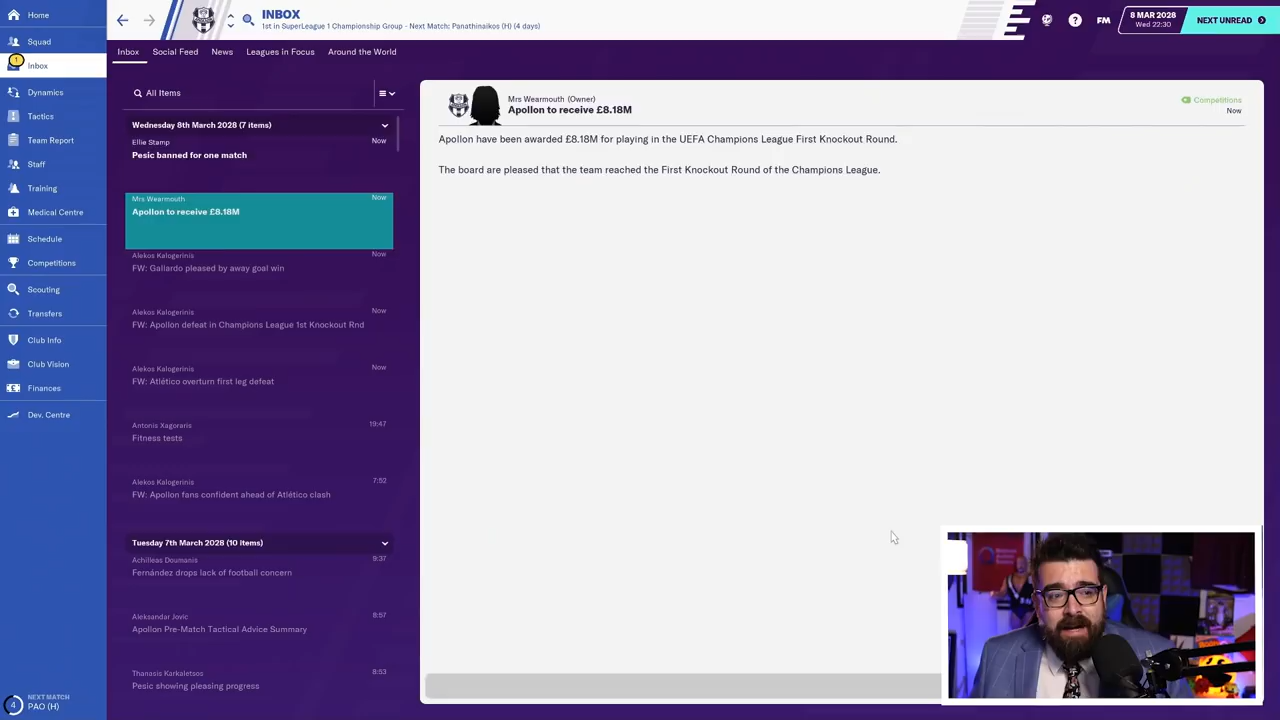 INBOX
1st in SuperLeague 1 Championship Group - Next Match: Panathinaikos (H) (4 days)
FM
8 MAR 2028
Wed 22:30
NEXT UNREAD
Home
Squad
1
Inbox
Dynamics
Tactics
Team Report
Staff
Training
Medical Centre
Schedule
Competitions
Scouting
Transfers
Club Info
Club Vision
Finances
Dev. Centre
4
NEXT MATCH
PAO (H)
Inbox
Social Feed
News
Leagues in Focus
Around the World
All Items
Wednesday 8th March 2028 (7 items)
Ellie Stamp
Now
Pesic banned for one match
Mrs Wearmouth
Now
Apollon to receive £8.18M
Alekos Kalogerinis
Now
FW: Gallardo pleased by away goal win
Alekos Kalogerinis
Now
FW: Apollon defeat in Champions League 1st Knockout Rnd
Alekos Kalogerinis
Now
FW: Atlético overturn first leg defeat
Antonis Xagoraris
19:47
Fitness tests
Alekos Kalogerinis
7:52
FW: Apollon fans confident ahead of Atlético clash
Tuesday 7th March 2028 (10 items)
Achilleas Doumanis
9:37
Fernández drops lack of football concern
Aleksandar Jovic
8:57
Apollon Pre-Match Tactical Advice Summary
Thanasis Karkaletsos
8:53
Pesic showing pleasing progress
Mrs Wearmouth (Owner)
Apollon to receive £8.18M
Competitions
Now
Apollon have been awarded £8.18M for playing in the UEFA Champions League First Knockout Round.
The board are pleased that the team reached the First Knockout Round of the Champions League.